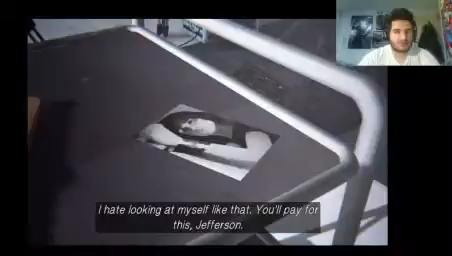 I hate looking at myself like that. You'll pay for
this, Jefferson.